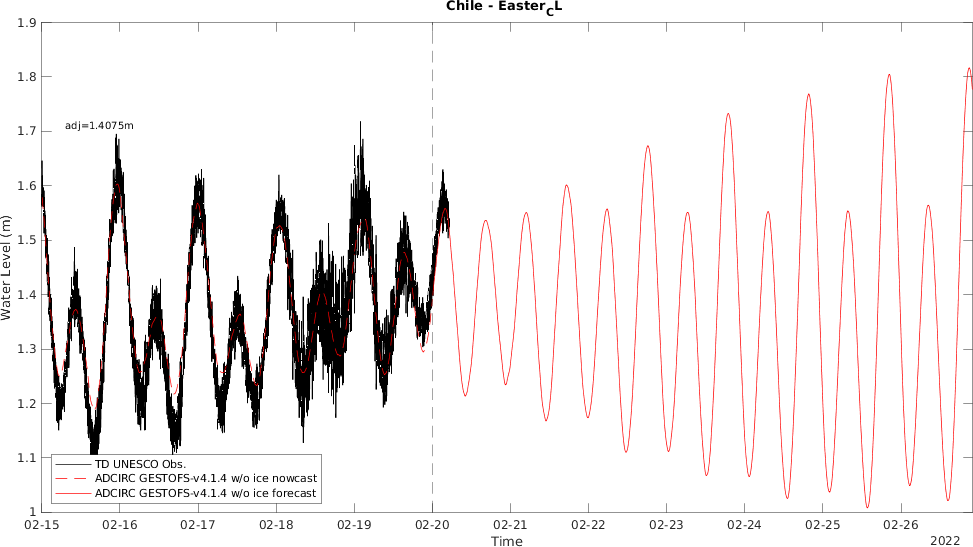 Chile - Easter_CL
1.9
1.8
1.7
1.6
1.5
1.4
1.3
1.2
1.1
1
Water Level (m)
adj=1.4075m
TD UNESCO Obs.
ADCIRC GESTOFS-v4.1.4 w/o ice nowcast
ADCIRC GESTOFS-v4.1.4 w/o ice forecast
02-15 02-16 02-17 02-18 02-19 02-20 02-21 02-22 02-23 02-24 02-25 02-26
Time
2022